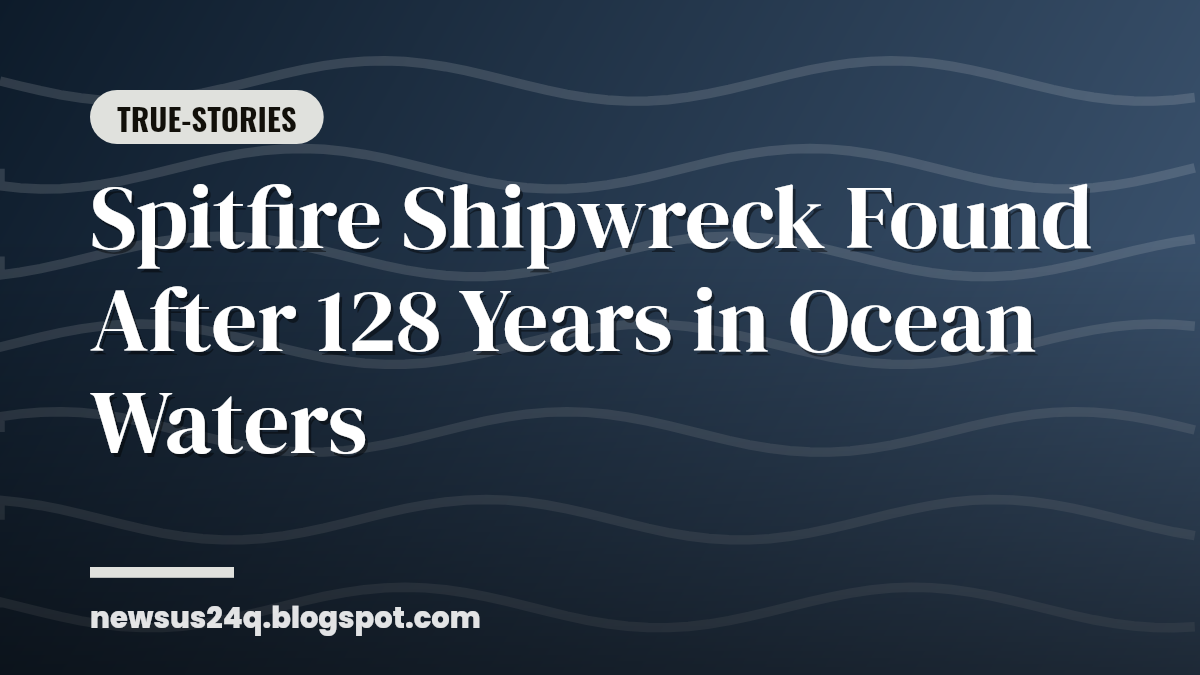 TRUE-STORIES
Spitfire Shipwreck Found
After 128 Years in Ocean
Waters
newsus24q.blogspot.com